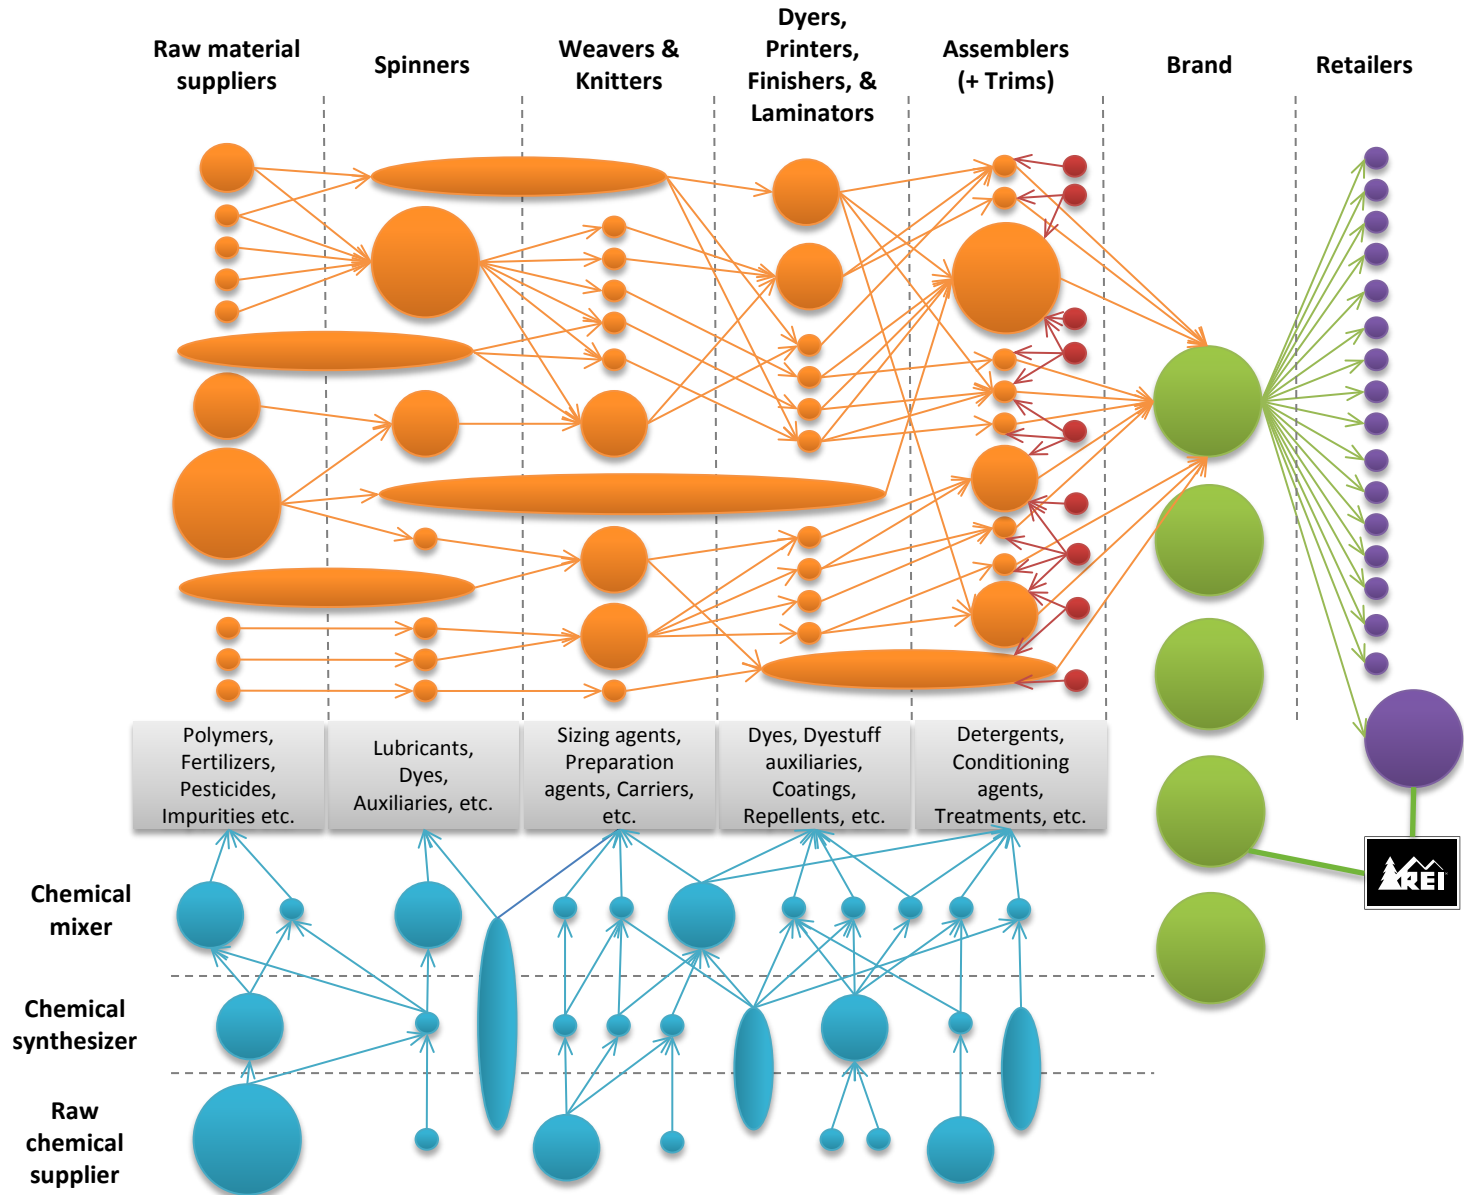 Raw material
suppliers
Spinners
Weavers &
Knitters
Dyers,
Printers,
Finishers, &
Laminators
Assemblers
(+ Trims)
Brand
Retailers
Polymers,
Fertilizers,
Pesticides,
Impurities etc.
Lubricants,
Dyes,
Auxiliaries, etc.
Sizing agents,
Preparation
agents, Carriers,
etc.
Dyes, Dyestuff
auxiliaries,
Coatings,
Repellents, etc.
Detergents,
Conditioning
agents,
Treatments, etc.
REI
Chemical
mixer
Chemical
synthesizer
Raw
chemical
supplier